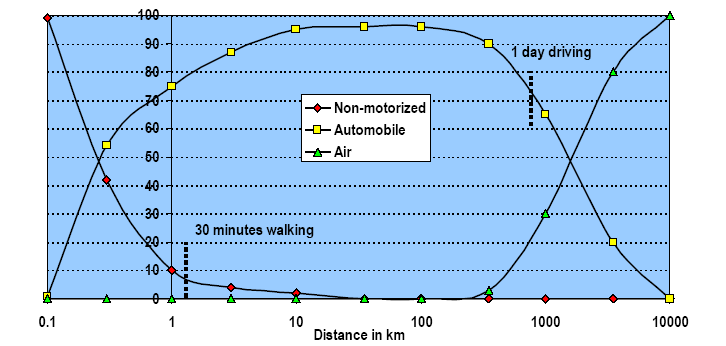 100
90
80
70
60
50
40
30
20
10
0
1 day driving
Non-motorized
Automobile
Air
30 minutes walking
0.1 1 10 100 1000 10000
Distance in km